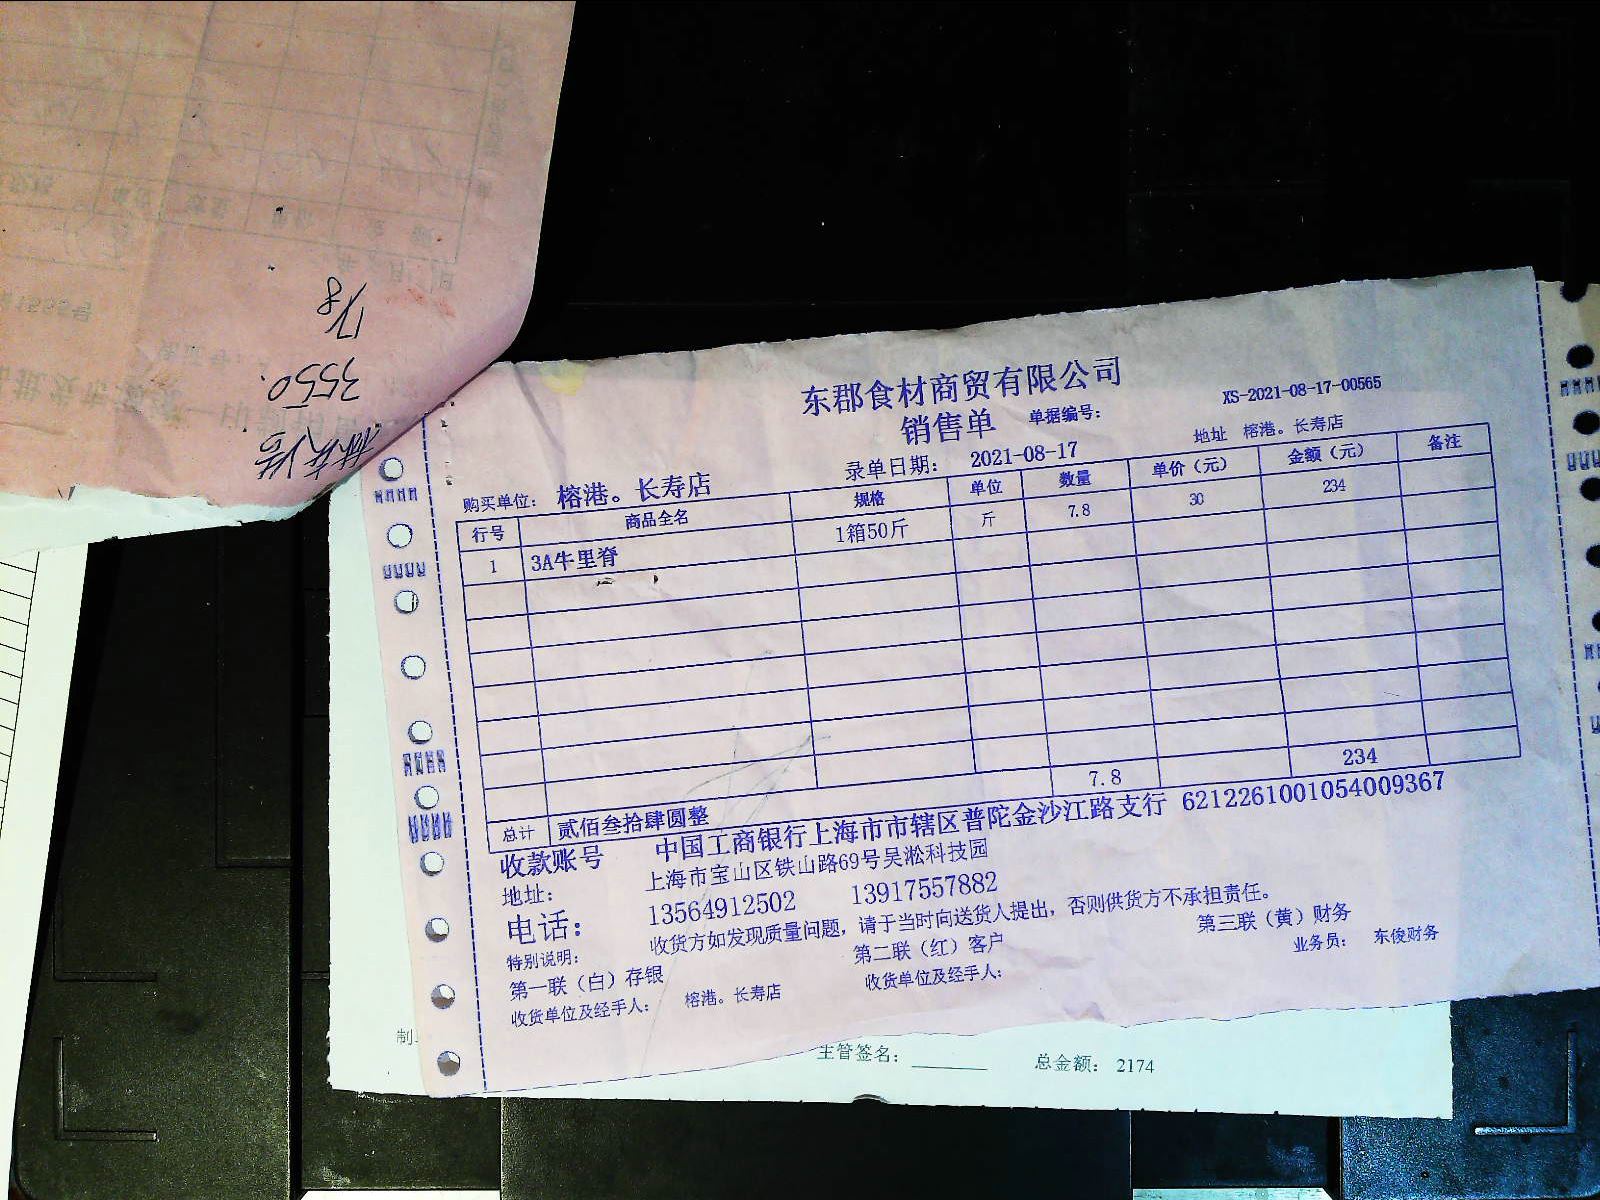 东郡食材商贸有限公司
销售单 单据编号: XS-2021-08-17-00565
录单日期: 2021-08-17 地址 榕港。长寿店
购买单位: 榕港。长寿店
行号 商品全名 规格 单位 数量 单价（元） 金额（元） 备注
1 3A牛里脊 1箱50斤 斤 7.8 30 234
7.8 234
总计 贰佰叁拾肆圆整
收款账号 中国工商银行上海市市辖区普陀金沙江路支行 6212261001054009367
地址: 上海市宝山区铁山路69号吴淞科技园
电话: 13564912502 13917557882
特别说明: 收货方如发现质量问题，请于当时向送货人提出，否则供货方不承担责任。
第一联（白）存银 第二联（红）客户 第三联（黄）财务
收货单位及经手人: 榕港。长寿店 收货单位及经手人: 业务员: 东俊财务
主管签名: 总金额: 2174
3550.
17/8